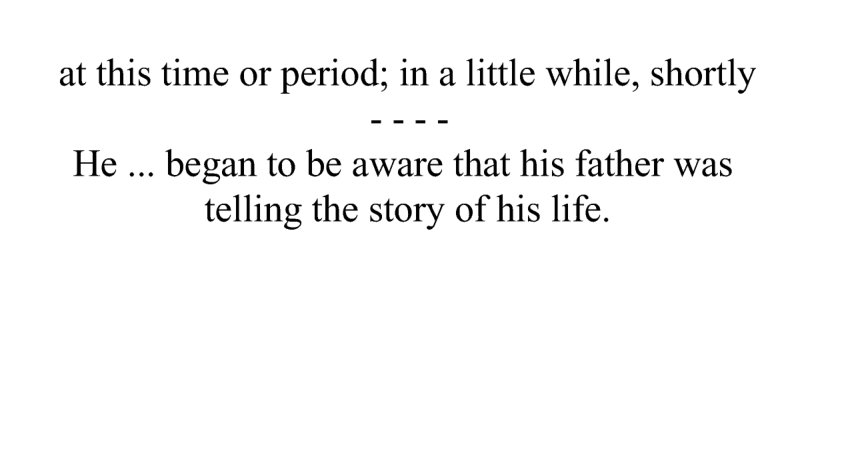 at this time or period; in a little while, shortly
- - - -
He ... began to be aware that his father was
telling the story of his life.